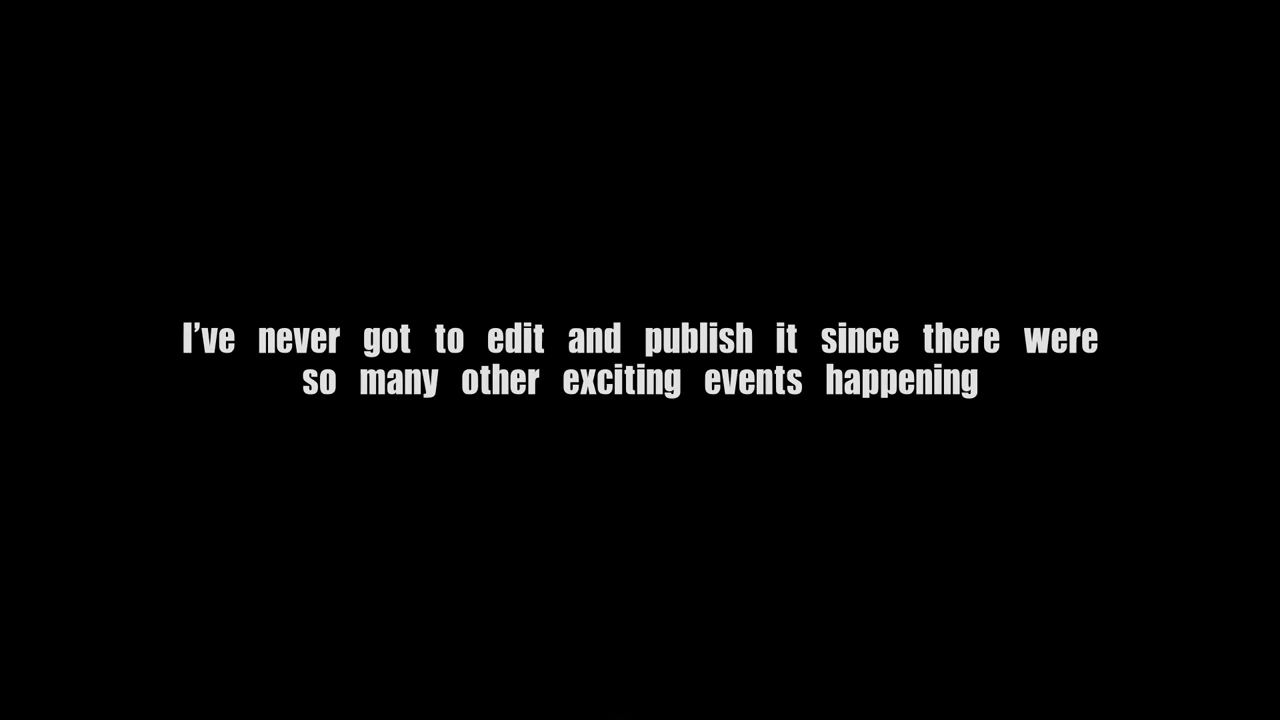 I’ve never got to edit and publish it since there were
so many other exciting events happening